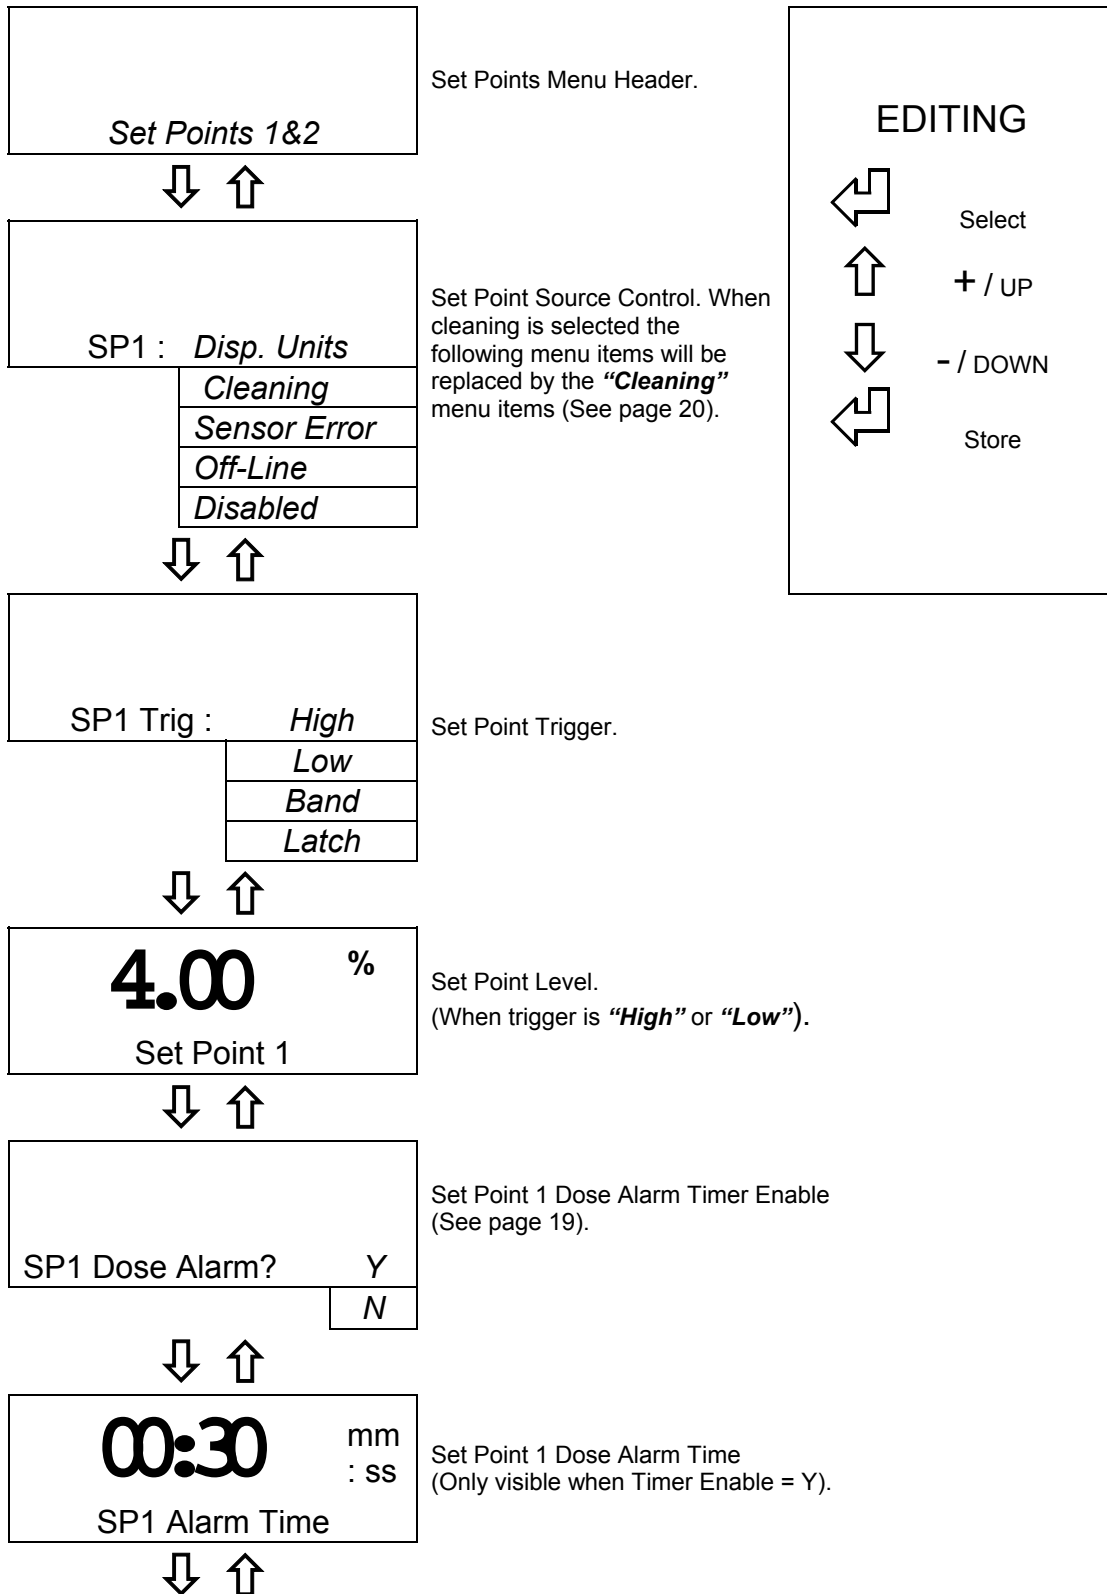 Set Points 1&2
Set Points Menu Header.
EDITING
Select
+ / UP
- / DOWN
Store
SP1 : Disp. Units
Cleaning
Sensor Error
Off-Line
Disabled
Set Point Source Control. When
cleaning is selected the
following menu items will be
replaced by the “Cleaning”
menu items (See page 20).
SP1 Trig : High
Low
Band
Latch
Set Point Trigger.
4.00 %
Set Point 1
Set Point Level.
(When trigger is “High” or “Low”).
SP1 Dose Alarm? Y
N
Set Point 1 Dose Alarm Timer Enable
(See page 19).
00:30 mm
: ss
SP1 Alarm Time
Set Point 1 Dose Alarm Time
(Only visible when Timer Enable = Y).